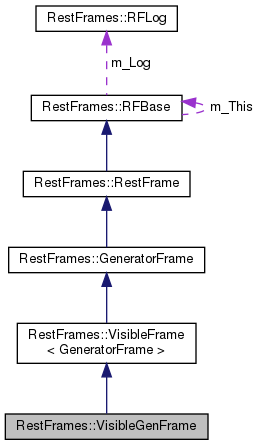 RestFrames::RFLog
m_Log
RestFrames::RFBase
m_This
RestFrames::RestFrame
RestFrames::GeneratorFrame
RestFrames::VisibleFrame
< GeneratorFrame >
RestFrames::VisibleGenFrame